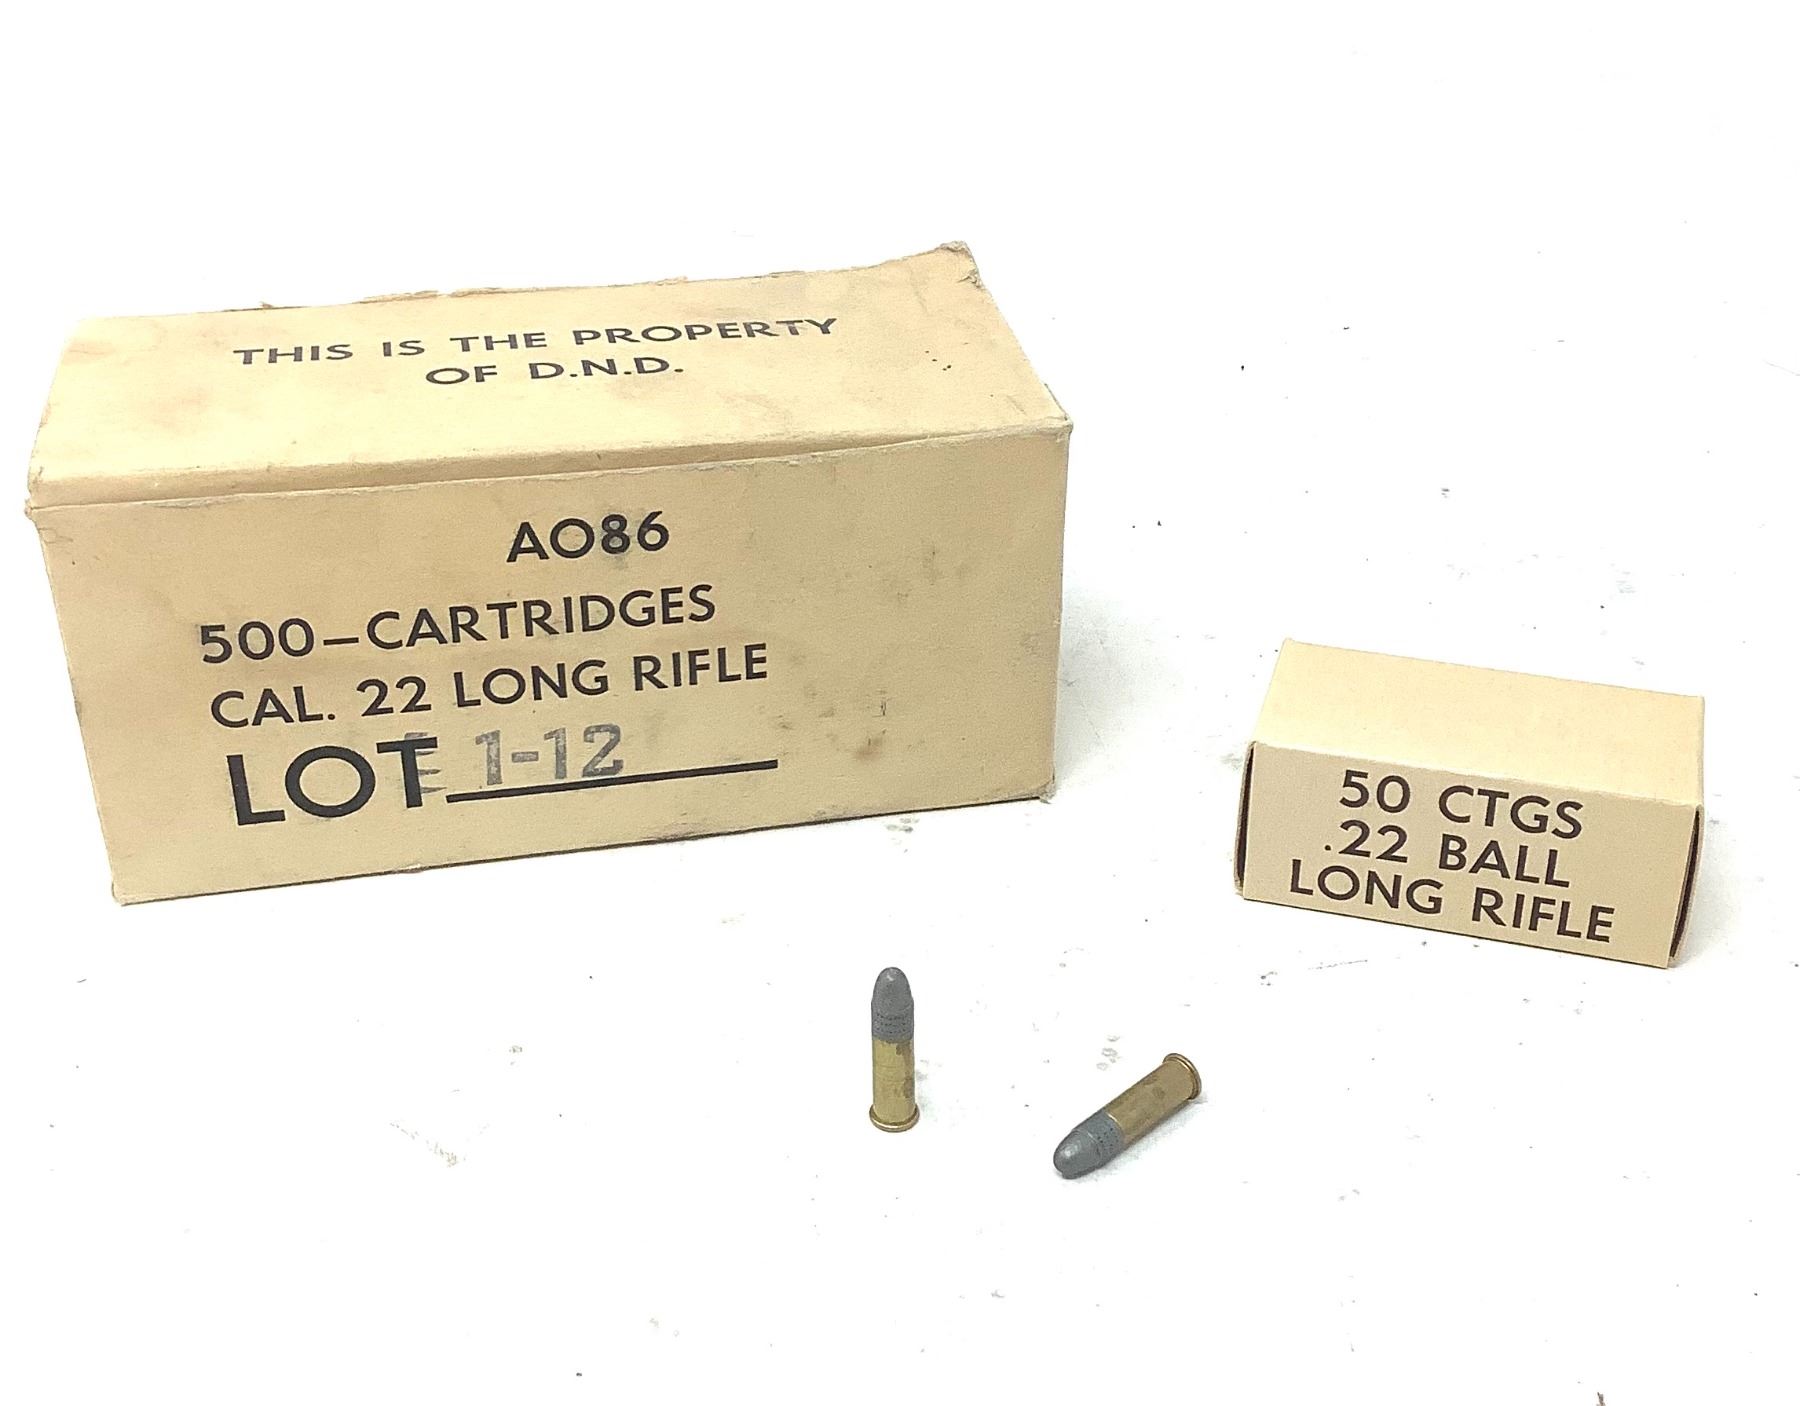 THIS IS THE PROPERTY
OF D.N.D.
AO86
500-CARTRIDGES
CAL. 22 LONG RIFLE
LOT 1-12
50 CTGS
.22 BALL
LONG RIFLE